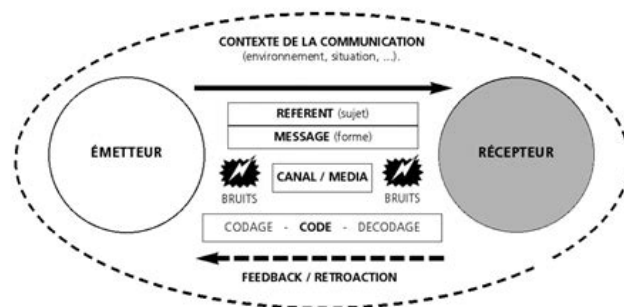 CONTEXTE DE LA COMMUNICATION
(environnement, situation, ...).
RÉFÉRENT (sujet)
MESSAGE (forme)
ÉMETTEUR
RÉCEPTEUR
CANAL / MEDIA
BRUITS
BRUITS
CODAGE - CODE - DECODAGE
FEEDBACK / RETROACTION